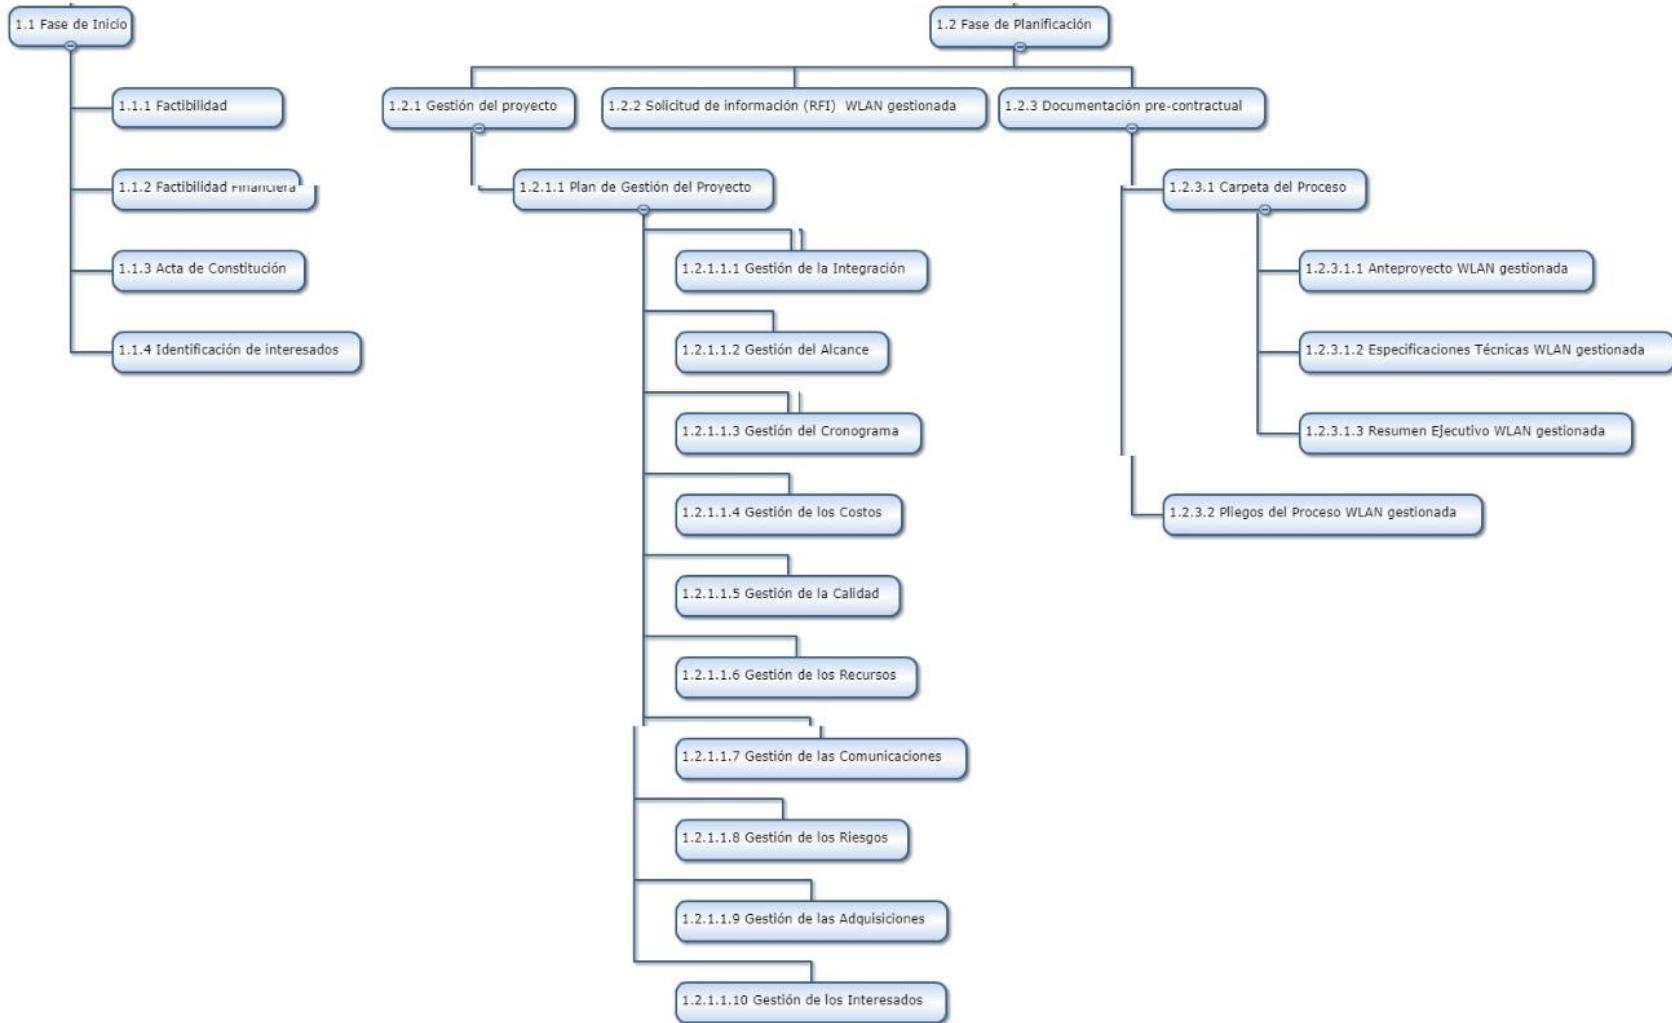 1.1 Fase de Inicio
1.1.1 Factibilidad
1.1.2 Factibilidad Financiera
1.1.3 Acta de Constitución
1.1.4 Identificación de interesados
1.2 Fase de Planificación
1.2.1 Gestión del proyecto
1.2.2 Solicitud de información (RFI) WLAN gestionada
1.2.3 Documentación pre-contractual
1.2.1.1 Plan de Gestión del Proyecto
1.2.1.1.1 Gestión de la Integración
1.2.1.1.2 Gestión del Alcance
1.2.1.1.3 Gestión del Cronograma
1.2.1.1.4 Gestión de los Costos
1.2.1.1.5 Gestión de la Calidad
1.2.1.1.6 Gestión de los Recursos
1.2.1.1.7 Gestión de las Comunicaciones
1.2.1.1.8 Gestión de los Riesgos
1.2.1.1.9 Gestión de las Adquisiciones
1.2.1.1.10 Gestión de los Interesados
1.2.3.1 Carpeta del Proceso
1.2.3.1.1 Anteproyecto WLAN gestionada
1.2.3.1.2 Especificaciones Técnicas WLAN gestionada
1.2.3.1.3 Resumen Ejecutivo WLAN gestionada
1.2.3.2 Pliegos del Proceso WLAN gestionada